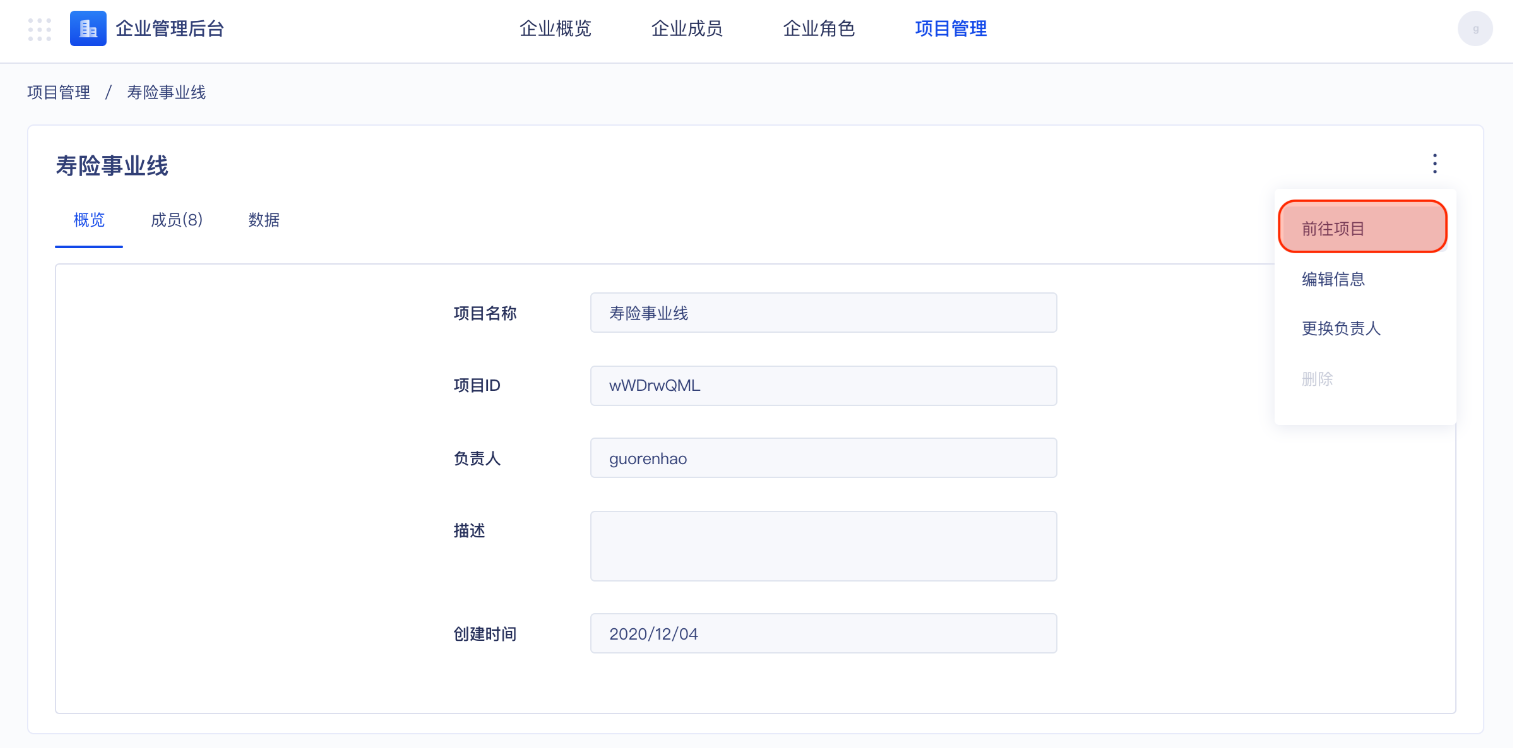 企业管理后台
企业概览
企业成员
企业角色
项目管理
g
项目管理 / 寿险事业线
寿险事业线
概览
成员(8)
数据
前往项目
编辑信息
更换负责人
删除
项目名称
寿险事业线
项目ID
wWDrwQML
负责人
guorenhao
描述
创建时间
2020/12/04